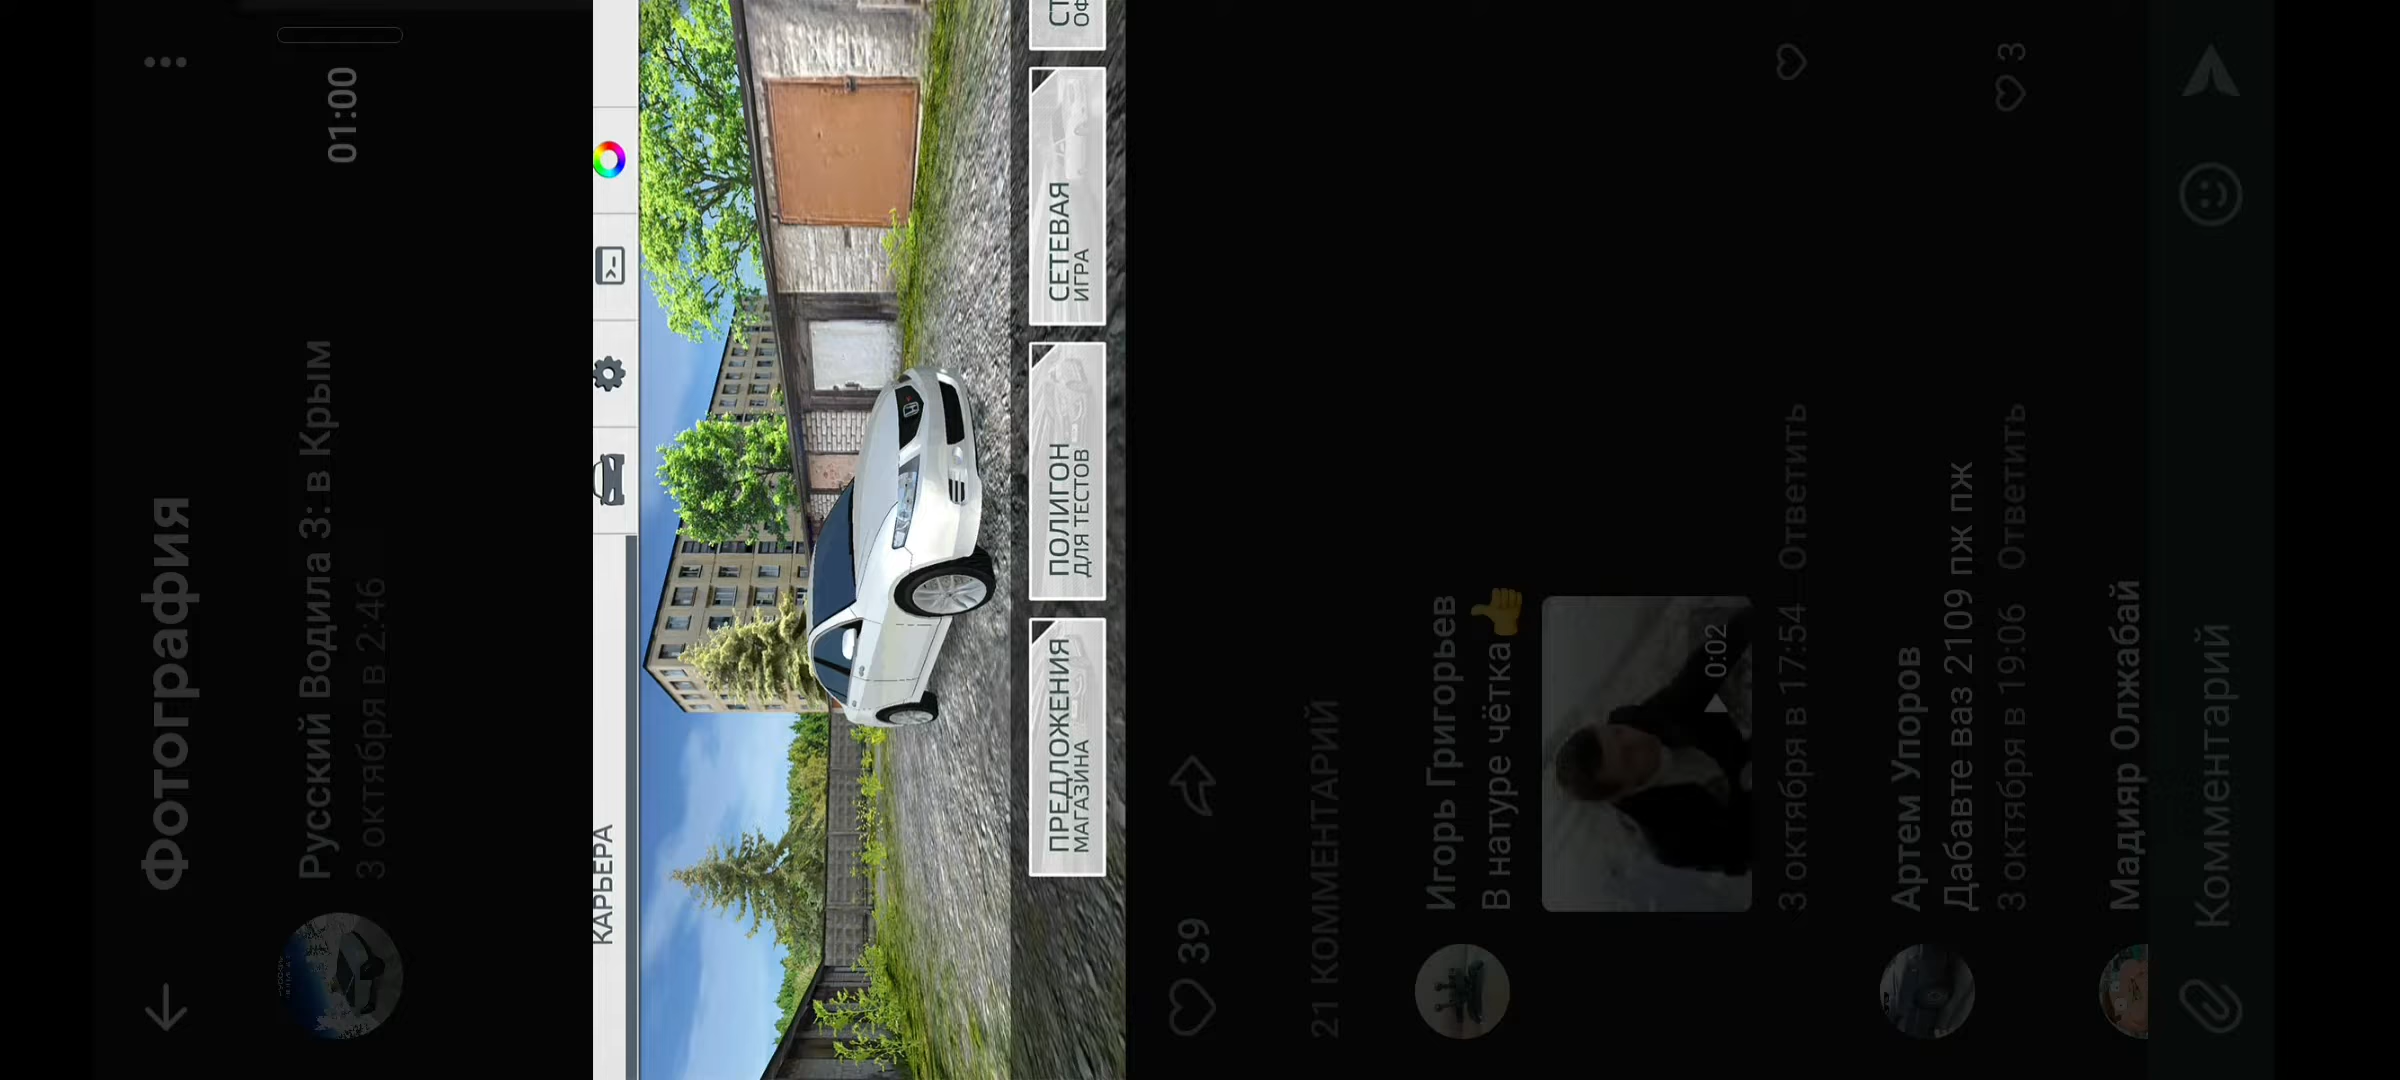 Фотография
Русский Водила 3: в Крым
3 октября в 2:46
01:00
КАРЬЕРА
ПРЕДЛОЖЕНИЯ
МАГАЗИНА
ПОЛИГОН
ДЛЯ ТЕСТОВ
СЕТЕВАЯ
ИГРА
СТ
ОФ
39
21 КОММЕНТАРИЙ
Игорь Григорьев
В натуре чётка👍
0:02
3 октября в 17:54 Ответить
Артем Упоров
Дабавте ваз 2109 пж пж
3 октября в 19:06 Ответить
3
Мадияр Олжабай
Комментарий